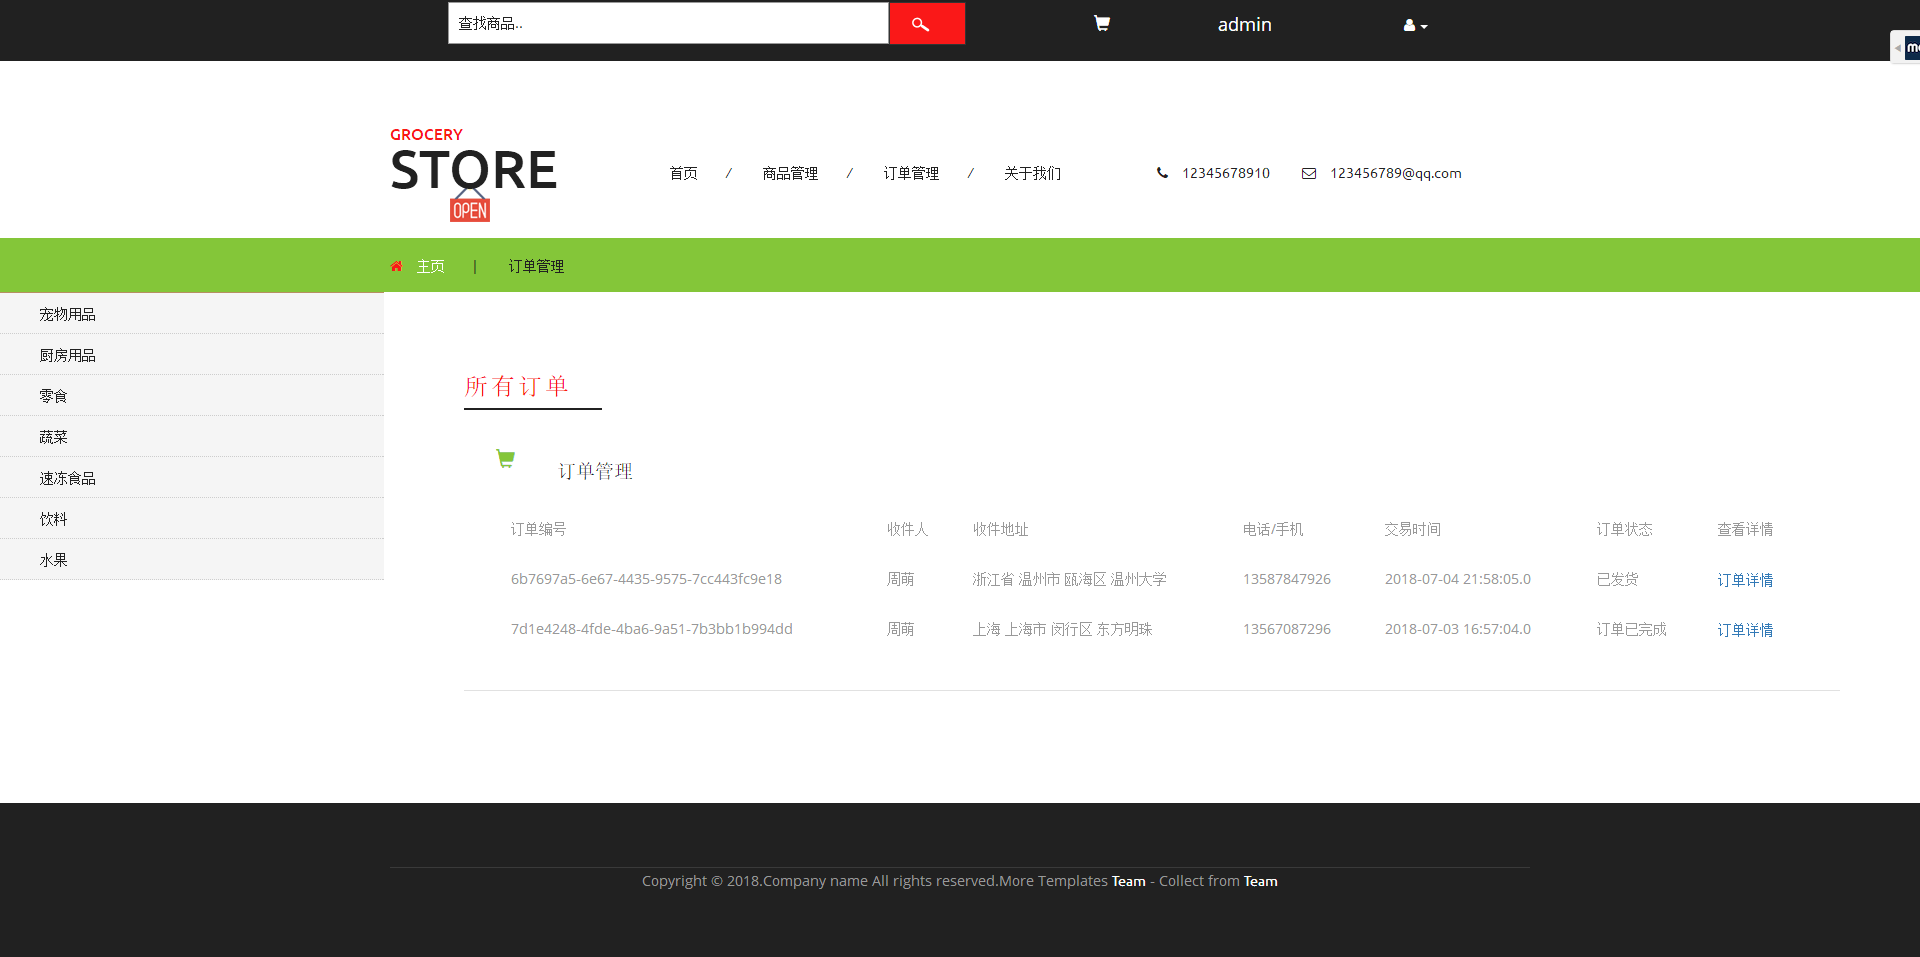 查找商品.. admin
GROCERY
STORE
OPEN
首页 / 商品管理 / 订单管理 / 关于我们 12345678910 123456789@qq.com
主页 | 订单管理
宠物用品
厨房用品
零食
蔬菜
速冻食品
饮料
水果
所有订单
订单管理
订单编号 收件人 收件地址 电话/手机 交易时间 订单状态 查看详情
6b7697a5-6e67-4435-9575-7cc443fc9e18 周萌 浙江省 温州市 瓯海区 温州大学 13587847926 2018-07-04 21:58:05.0 已发货 订单详情
7d1e4248-4fde-4ba6-9a51-7b3bb1b994dd 周萌 上海 上海市 闵行区 东方明珠 13567087296 2018-07-03 16:57:04.0 订单已完成 订单详情
Copyright © 2018.Company name All rights reserved.More Templates Team - Collect from Team